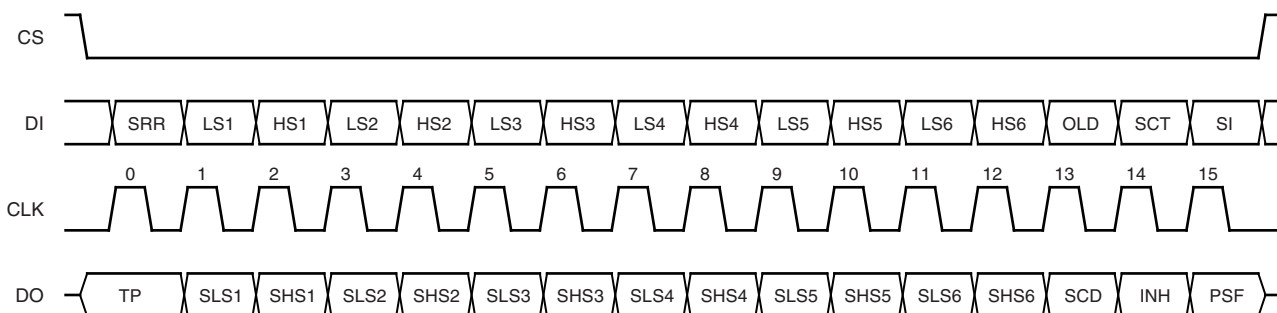 CS
DI SRR LS1 HS1 LS2 HS2 LS3 HS3 LS4 HS4 LS5 HS5 LS6 HS6 OLD SCT SI
0 1 2 3 4 5 6 7 8 9 10 11 12 13 14 15
CLK
DO TP SLS1 SHS1 SLS2 SHS2 SLS3 SHS3 SLS4 SHS4 SLS5 SHS5 SLS6 SHS6 SCD INH PSF